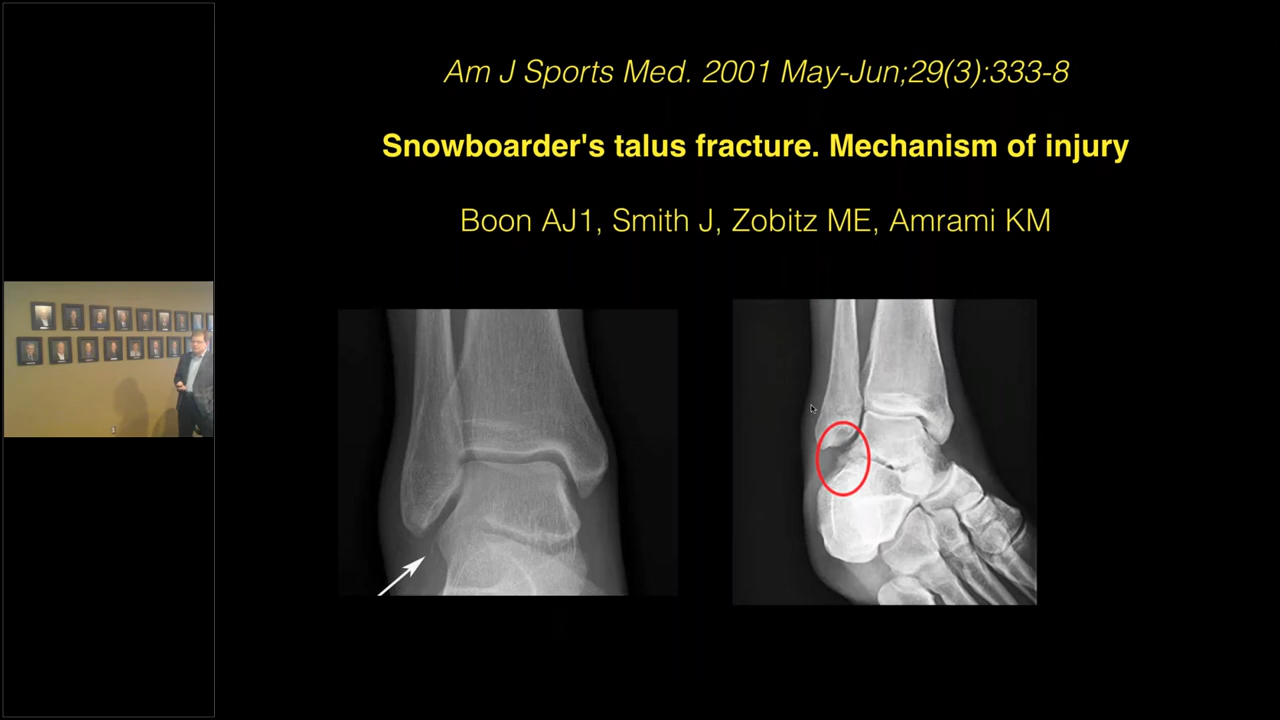 Am J Sports Med. 2001 May-Jun;29(3):333-8
Snowboarder's talus fracture. Mechanism of injury
Boon AJ1, Smith J, Zobitz ME, Amrami KM